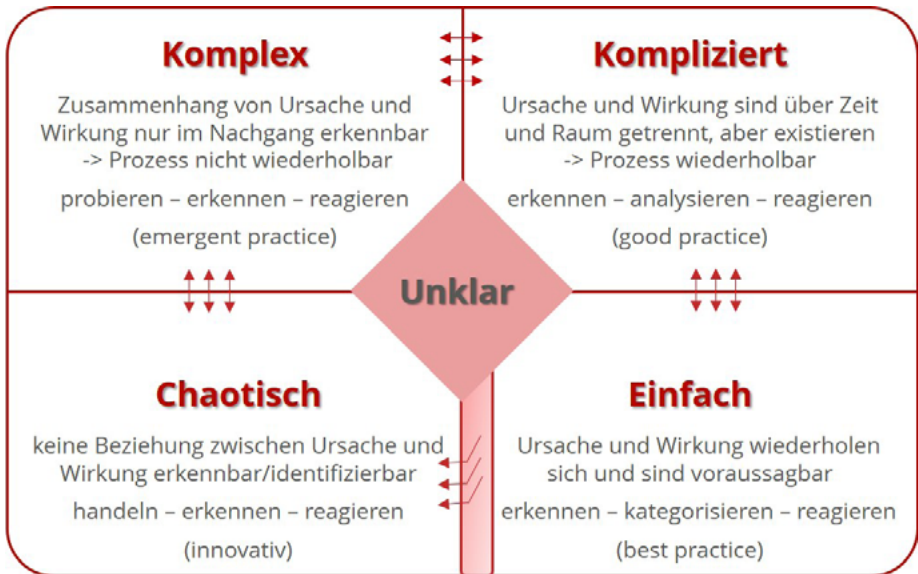 Komplex
Zusammenhang von Ursache und
Wirkung nur im Nachgang erkennbar
-> Prozess nicht wiederholbar
probieren – erkennen – reagieren
(emergent practice)
Kompliziert
Ursache und Wirkung sind über Zeit
und Raum getrennt, aber existieren
-> Prozess wiederholbar
erkennen – analysieren – reagieren
(good practice)
Unklar
Chaotisch
keine Beziehung zwischen Ursache und
Wirkung erkennbar/identifizierbar
handeln – erkennen – reagieren
(innovativ)
Einfach
Ursache und Wirkung wiederholen
sich und sind voraussagbar
erkennen – kategorisieren – reagieren
(best practice)